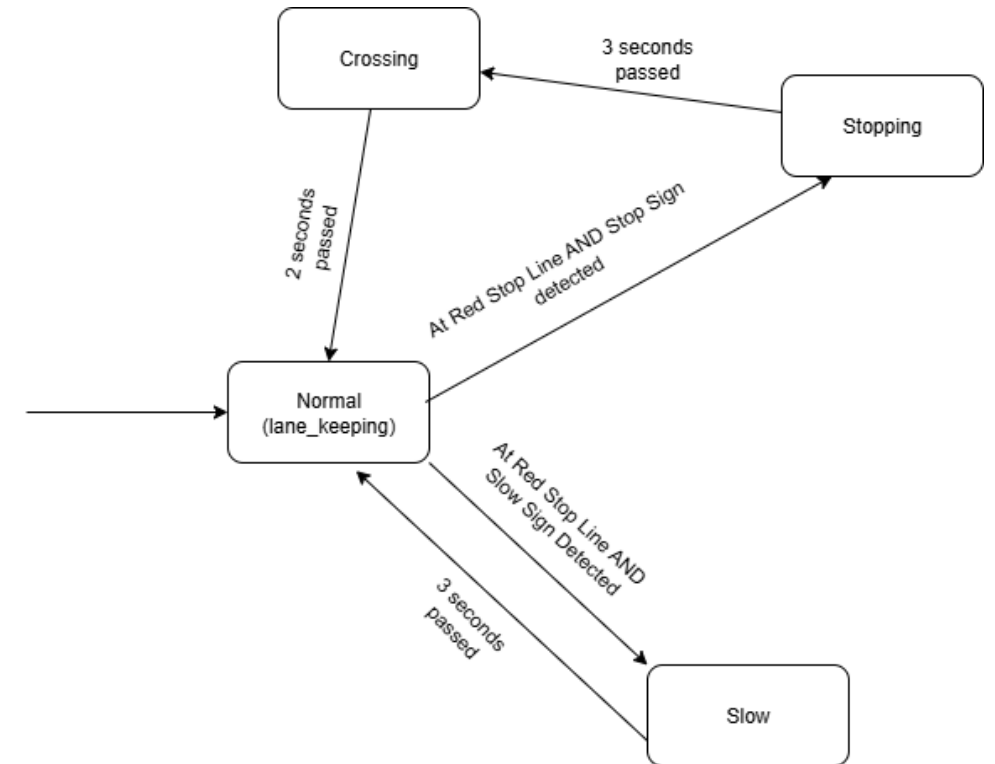 Crossing
3 seconds
passed
Stopping
2 seconds
passed
At Red Stop Line AND Stop Sign
detected
Normal
(lane_keeping)
At Red Stop Line AND
Slow Sign Detected
3 seconds
passed
Slow